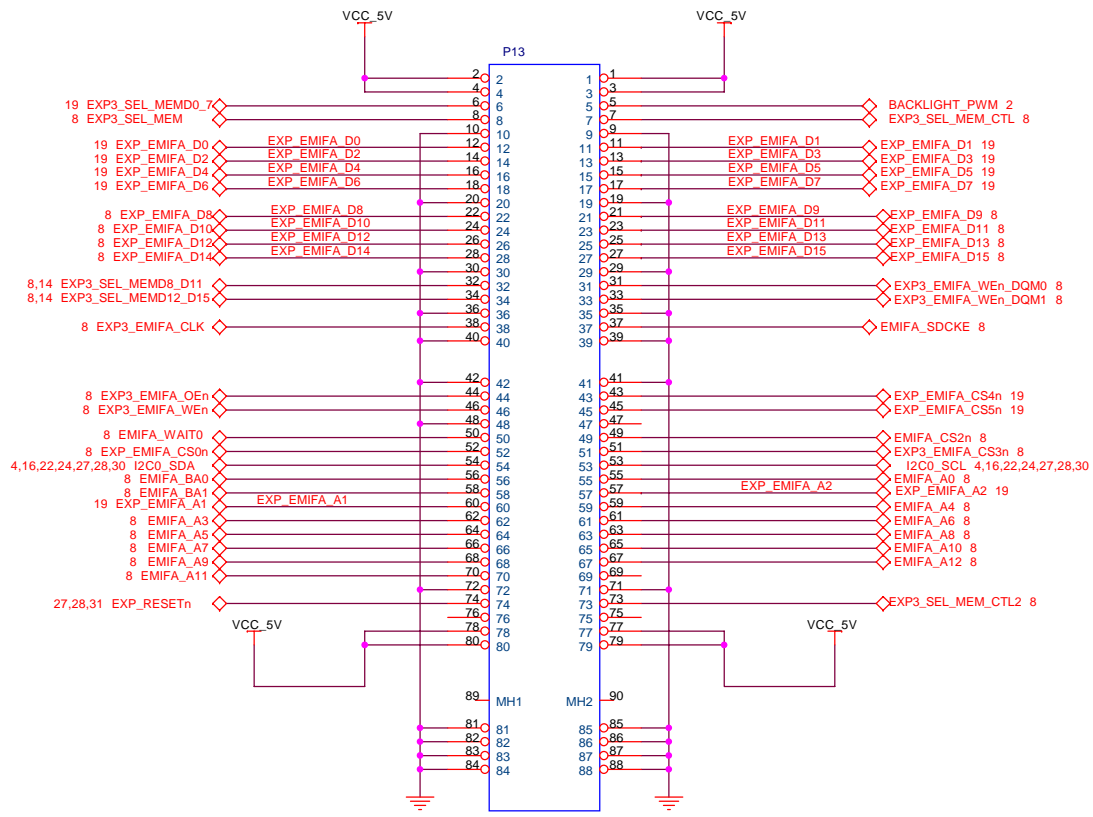 VCC_5V VCC_5V
P13
2 2 1 1
4 4 3 3
19 EXP3_SEL_MEMD0_7 6 6 5 5 BACKLIGHT_PWM 2
8 EXP3_SEL_MEM 8 8 7 7 EXP3_SEL_MEM_CTL 8
10 10 9 9
19 EXP_EMIFA_D0 EXP_EMIFA_D0 12 12 11 11 EXP_EMIFA_D1 EXP_EMIFA_D1 19
19 EXP_EMIFA_D2 EXP_EMIFA_D2 14 14 13 13 EXP_EMIFA_D3 EXP_EMIFA_D3 19
19 EXP_EMIFA_D4 EXP_EMIFA_D4 16 16 15 15 EXP_EMIFA_D5 EXP_EMIFA_D5 19
19 EXP_EMIFA_D6 EXP_EMIFA_D6 18 18 17 17 EXP_EMIFA_D7 EXP_EMIFA_D7 19
20 20 19 19
8 EXP_EMIFA_D8 EXP_EMIFA_D8 22 22 21 21 EXP_EMIFA_D9 EXP_EMIFA_D9 8
8 EXP_EMIFA_D10 EXP_EMIFA_D10 24 24 23 23 EXP_EMIFA_D11 EXP_EMIFA_D11 8
8 EXP_EMIFA_D12 EXP_EMIFA_D12 26 26 25 25 EXP_EMIFA_D13 EXP_EMIFA_D13 8
8 EXP_EMIFA_D14 EXP_EMIFA_D14 28 28 27 27 EXP_EMIFA_D15 EXP_EMIFA_D15 8
30 30 29 29
8,14 EXP3_SEL_MEMD8_D11 32 32 31 31 EXP3_EMIFA_WEn_DQM0 8
8,14 EXP3_SEL_MEMD12_D15 34 34 33 33 EXP3_EMIFA_WEn_DQM1 8
36 36 35 35
8 EXP3_EMIFA_CLK 38 38 37 37 EMIFA_SDCKE 8
40 40 39 39
42 42 41 41
8 EXP3_EMIFA_OEn 44 44 43 43 EXP_EMIFA_CS4n 19
8 EXP3_EMIFA_WEn 46 46 45 45 EXP_EMIFA_CS5n 19
48 48 47 47
8 EMIFA_WAIT0 50 50 49 49 EMIFA_CS2n 8
8 EXP_EMIFA_CS0n 52 52 51 51 EXP3_EMIFA_CS3n 8
4,16,22,24,27,28,30 I2C0_SDA 54 54 53 53 I2C0_SCL 4,16,22,24,27,28,30
8 EMIFA_BA0 56 56 55 55 EMIFA_A0 8
8 EMIFA_BA1 58 58 57 57 EXP_EMIFA_A2 EXP_EMIFA_A2 19
19 EXP_EMIFA_A1 EXP_EMIFA_A1 60 60 59 59 EMIFA_A4 8
8 EMIFA_A3 62 62 61 61 EMIFA_A6 8
8 EMIFA_A5 64 64 63 63 EMIFA_A8 8
8 EMIFA_A7 66 66 65 65 EMIFA_A10 8
8 EMIFA_A9 68 68 67 67 EMIFA_A12 8
8 EMIFA_A11 70 70 69 69
72 72 71 71
27,28,31 EXP_RESETn 74 74 73 73 EXP3_SEL_MEM_CTL2 8
76 76 75 75
VCC_5V 78 78 77 77 VCC_5V
80 80 79 79
89 MH1 MH2 90
81 81 85 85
82 82 86 86
83 83 87 87
84 84 88 88